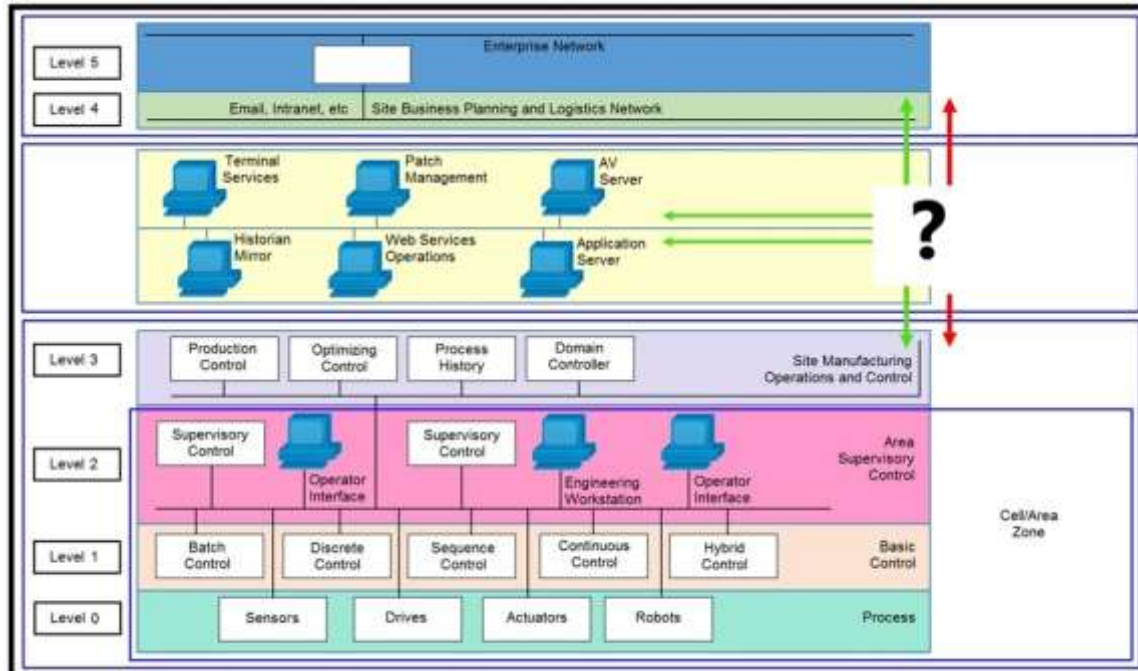 Enterprise Network
Level 5
Level 4
Email, Intranet, etc
Site Business Planning and Logistics Network
Terminal
Services
Patch
Management
AV
Server
?
Historian
Mirror
Web Services
Operations
Application
Server
Level 3
Production
Control
Optimizing
Control
Process
History
Domain
Controller
Site Manufacturing
Operations and Control
Level 2
Supervisory
Control
Operator
Interface
Supervisory
Control
Engineering
Workstation
Operator
Interface
Area
Supervisory
Control
Cell/Area
Zone
Level 1
Batch
Control
Discrete
Control
Sequence
Control
Continuous
Control
Hybrid
Control
Basic
Control
Level 0
Sensors
Drives
Actuators
Robots
Process